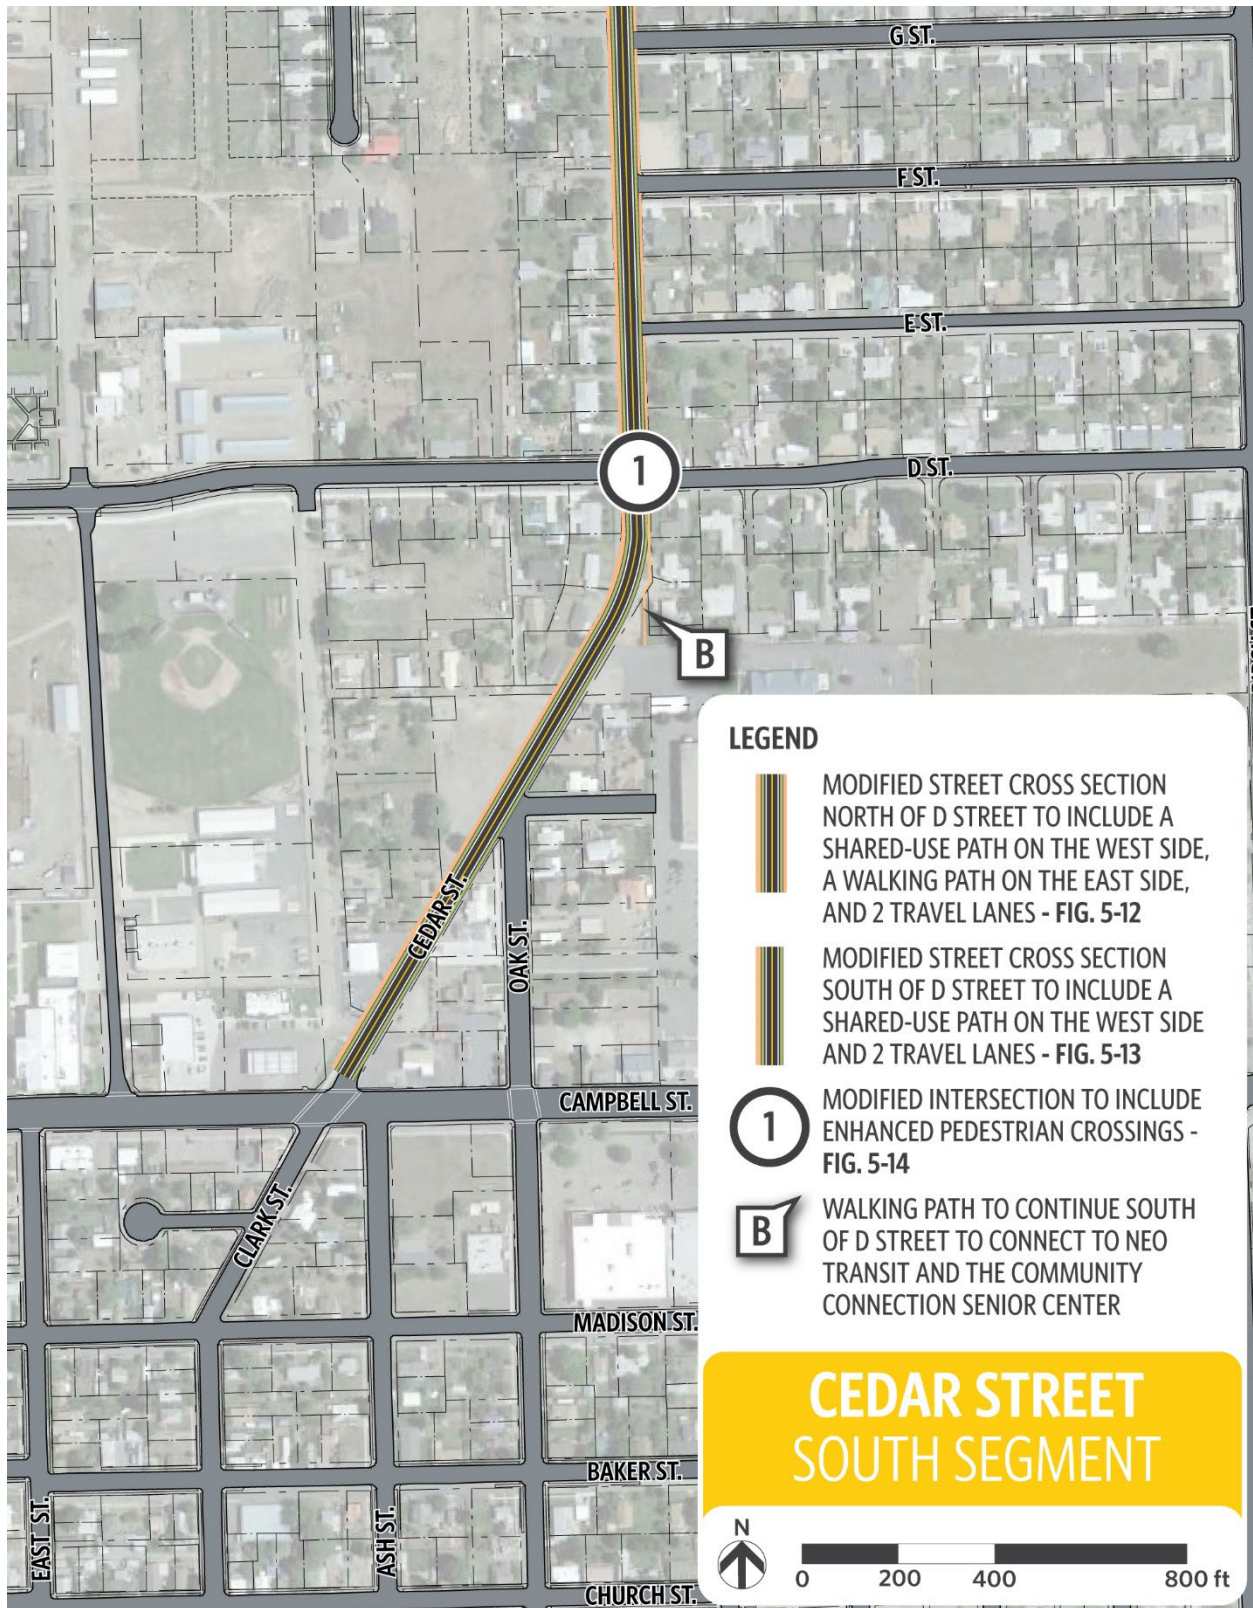 G ST.
F ST.
E ST.
1
D ST.
B
CEDAR ST.
OAK ST.
CAMPBELL ST.
CLARK ST.
MADISON ST.
BAKER ST.
EAST ST.
ASH ST.
CHURCH ST.
LEGEND
MODIFIED STREET CROSS SECTION
NORTH OF D STREET TO INCLUDE A
SHARED-USE PATH ON THE WEST SIDE,
A WALKING PATH ON THE EAST SIDE,
AND 2 TRAVEL LANES - FIG. 5-12
MODIFIED STREET CROSS SECTION
SOUTH OF D STREET TO INCLUDE A
SHARED-USE PATH ON THE WEST SIDE
AND 2 TRAVEL LANES - FIG. 5-13
1
MODIFIED INTERSECTION TO INCLUDE
ENHANCED PEDESTRIAN CROSSINGS -
FIG. 5-14
B
WALKING PATH TO CONTINUE SOUTH
OF D STREET TO CONNECT TO NEO
TRANSIT AND THE COMMUNITY
CONNECTION SENIOR CENTER
CEDAR STREET
SOUTH SEGMENT
N
0 200 400 800 ft